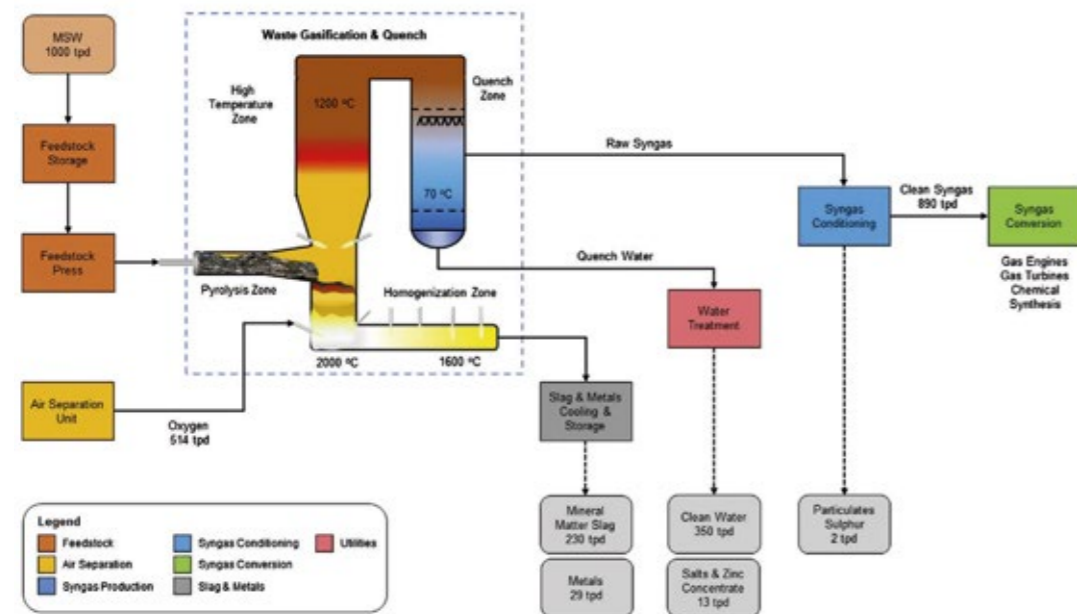 MSW
1000 tpd
Waste Gasification & Quench
High
Temperature
Zone
1200 ºC
Quench
Zone
Feedstock
Storage
Raw Syngas
70 ºC
Clean Syngas
890 tpd
Syngas
Conditioning
Syngas
Conversion
Feedstock
Press
Quench Water
Gas Engines
Gas Turbines
Chemical
Synthesis
Pyrolysis Zone
Homogenization Zone
Water
Treatment
2000 ºC
1600 ºC
Air Separation
Unit
Oxygen
514 tpd
Slag & Metals
Cooling &
Storage
Mineral
Matter Slag
230 tpd
Clean Water
350 tpd
Particulates
Sulphur
2 tpd
Metals
29 tpd
Salts & Zinc
Concentrate
13 tpd
Legend
Feedstock
Syngas Conditioning
Utilities
Air Separation
Syngas Conversion
Syngas Production
Slag & Metals